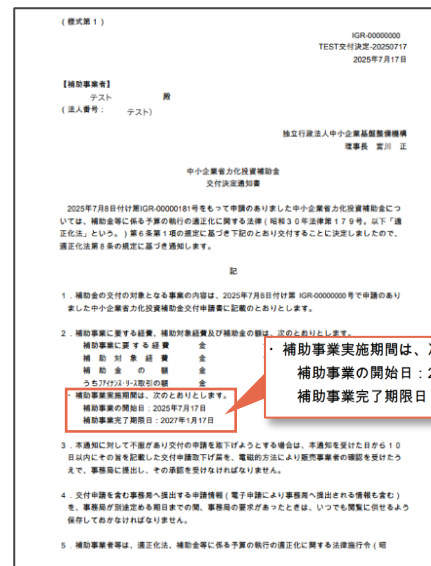 (様式第1)
IGR-00000000
TEST交付決定-20250717
2025年7月17日
【補助事業者】
テスト 殿
(法人番号: テスト)
独立行政法人中小企業基盤整備機構
理事長 宮川 正
中小企業省力化投資補助金
交付決定通知書
2025年7月8日付け第IGR-00000181号をもって申請のありました中小企業省力化投資補助金につ
いては、補助金等に係る予算の執行の適正化に関する法律(昭和30年法律第179号。以下「適
正化法」という。)第6条第1項の規定に基づき下記のとおり交付することに決定しましたので、
適正化法第8条の規定に基づき通知します。
記
1.補助金の交付の対象となる事業の内容は、2025年7月8日付け第 IGR-00000000号で申請のあり
ました中小企業省力化投資補助金交付申請書に記載のとおりとします。
2.補助事業に要する経費、補助対象経費及び補助金の額は、次のとおりとします。
補助事業に要する経費 金
補助対象経費 金
補助金の額 金
うちファイナンス・リース取引の額 金
・補助事業実施期間は、次のとおりとします。
補助事業の開始日:2025年7月17日
補助事業完了期限日:2027年1月17日
・補助事業実施期間は、
補助事業の開始日:2
補助事業完了期限日
3.本通知に対して不服があり交付の申請を取下げようとする場合は、本通知を受けた日から10
日以内にその旨を記載した交付申請取下げ届を、電磁的方法により販売事業者の確認を受けたう
えで、事務局に提出し、その承認を受けなければなりません。
4.交付申請を含む事務局へ提出する申請情報(電子申請により事務局へ提出される情報も含む)
を、事務局が別途定める期日までの間、事務局の要求があったときは、いつでも閲覧に供せるよう
保存しておかなければなりません。
5.補助事業者等は、適正化法、補助金等に係る予算の執行の適正化に関する法律施行令(昭